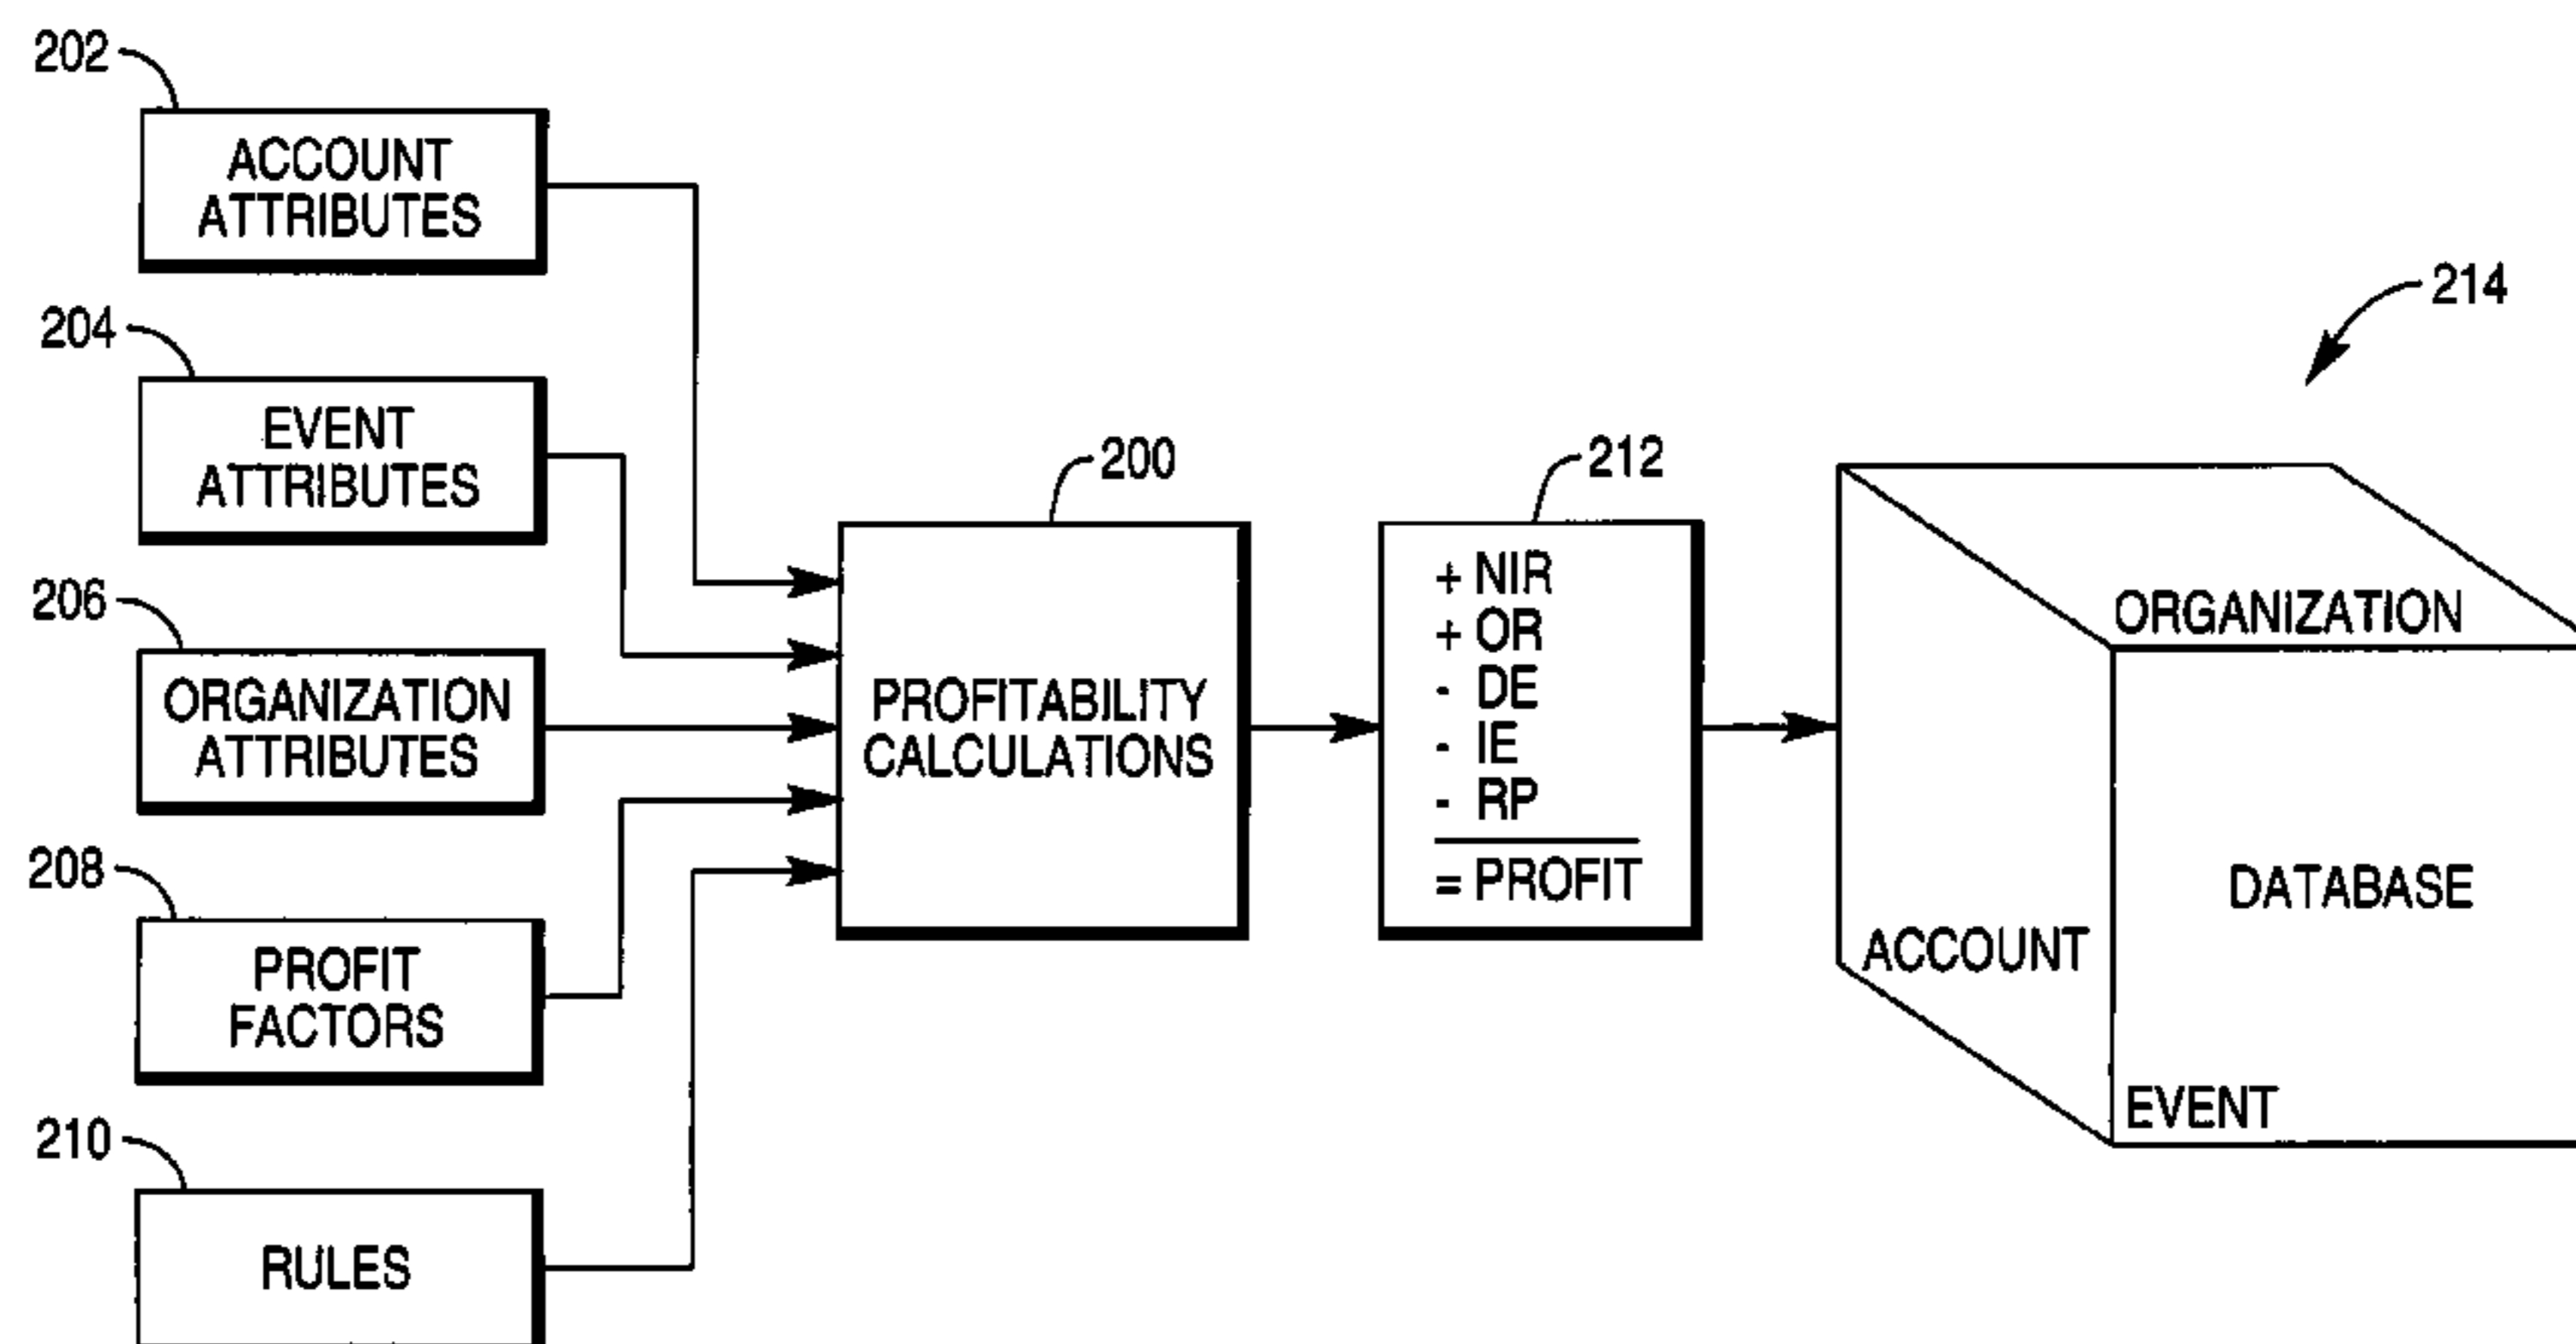 202
ACCOUNT
ATTRIBUTES
204
EVENT
ATTRIBUTES
206
ORGANIZATION
ATTRIBUTES
208
PROFIT
FACTORS
210
RULES
200
PROFITABILITY
CALCULATIONS
212
+ NIR
+ OR
- DE
- IE
- RP
= PROFIT
214
ORGANIZATION
DATABASE
ACCOUNT
EVENT